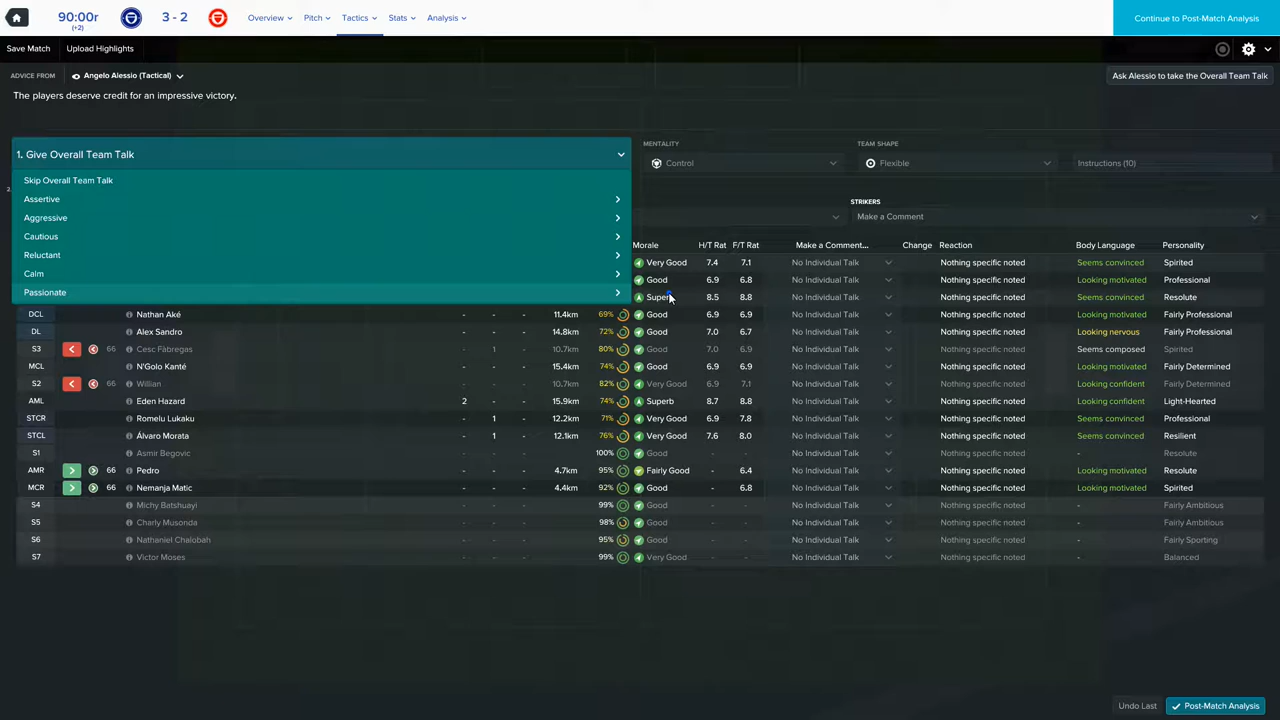 90:00r 3 - 2 Overview Pitch Tactics Stats Analysis Continue to Post-Match Analysis
(+2)
Save Match Upload Highlights
ADVICE FROM Angelo Alessio (Tactical) Ask Alessio to take the Overall Team Talk
The players deserve credit for an impressive victory.
1. Give Overall Team Talk
MENTALITY TEAM SHAPE
Control Flexible Instructions (10)
Skip Overall Team Talk
Assertive
Aggressive
Cautious
Reluctant
Calm
Passionate
2.
STRIKERS
Make a Comment
Morale H/T Rat F/T Rat Make a Comment... Change Reaction Body Language Personality
Very Good 7.4 7.1 No Individual Talk Nothing specific noted Seems convinced Spirited
Good 6.9 6.8 No Individual Talk Nothing specific noted Looking motivated Professional
Superb 8.5 8.8 No Individual Talk Nothing specific noted Seems convinced Resolute
DCL Nathan Aké - - - 11.4km 69% Good 6.9 6.9 No Individual Talk Nothing specific noted Looking motivated Fairly Professional
DL Alex Sandro - - - 14.8km 72% Good 7.0 6.7 No Individual Talk Nothing specific noted Looking nervous Fairly Professional
S3 66 Cesc Fàbregas - 1 - 10.7km 80% Good 7.0 6.9 No Individual Talk Nothing specific noted Seems composed Spirited
MCL N'Golo Kanté - - - 15.4km 74% Good 6.9 6.9 No Individual Talk Nothing specific noted Looking motivated Fairly Determined
S2 66 Willian - - - 10.7km 82% Very Good 6.9 7.1 No Individual Talk Nothing specific noted Looking confident Fairly Determined
AML Eden Hazard 2 - - 15.9km 74% Superb 8.7 8.8 No Individual Talk Nothing specific noted Looking confident Light-Hearted
STCR Romelu Lukaku - 1 - 12.2km 71% Very Good 6.9 7.8 No Individual Talk Nothing specific noted Seems convinced Professional
STCL Álvaro Morata - 1 - 12.1km 76% Very Good 7.6 8.0 No Individual Talk Nothing specific noted Seems convinced Resilient
S1 Asmir Begovic 100% Good - - No Individual Talk Nothing specific noted - Resolute
AMR 66 Pedro - - - 4.7km 95% Fairly Good - 6.4 No Individual Talk Nothing specific noted Looking motivated Resolute
MCR 66 Nemanja Matic - - - 4.4km 92% Good - 6.8 No Individual Talk Nothing specific noted Looking motivated Spirited
S4 Michy Batshuayi 99% Good - - No Individual Talk Nothing specific noted - Fairly Ambitious
S5 Charly Musonda 98% Good - - No Individual Talk Nothing specific noted - Fairly Ambitious
S6 Nathaniel Chalobah 95% Good - - No Individual Talk Nothing specific noted - Fairly Sporting
S7 Victor Moses 99% Very Good - - No Individual Talk Nothing specific noted - Balanced
Undo Last Post-Match Analysis